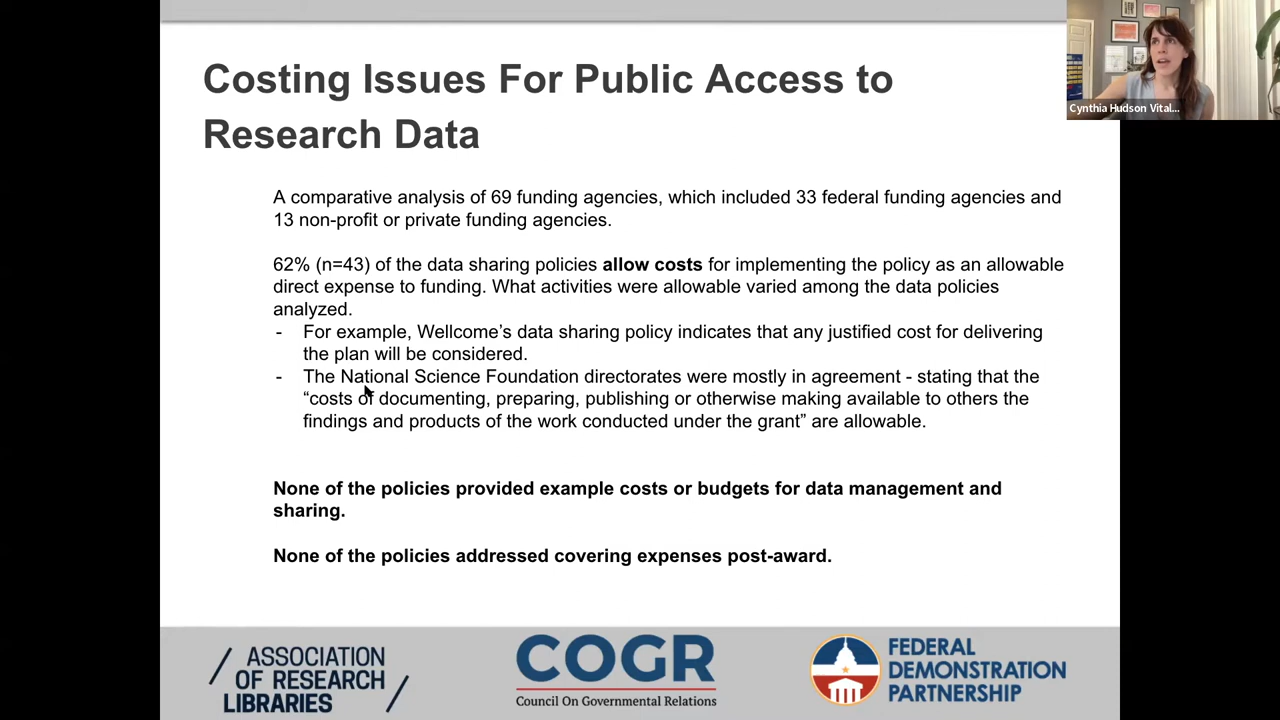 Costing Issues For Public Access to
Research Data
Cynthia Hudson Vital...
A comparative analysis of 69 funding agencies, which included 33 federal funding agencies and
13 non-profit or private funding agencies.
62% (n=43) of the data sharing policies allow costs for implementing the policy as an allowable
direct expense to funding. What activities were allowable varied among the data policies
analyzed.
- For example, Wellcome’s data sharing policy indicates that any justified cost for delivering
the plan will be considered.
- The National Science Foundation directorates were mostly in agreement - stating that the
“costs of documenting, preparing, publishing or otherwise making available to others the
findings and products of the work conducted under the grant” are allowable.
None of the policies provided example costs or budgets for data management and
sharing.
None of the policies addressed covering expenses post-award.
ASSOCIATION
OF RESEARCH
LIBRARIES
COGR
Council On Governmental Relations
FEDERAL
DEMONSTRATION
PARTNERSHIP